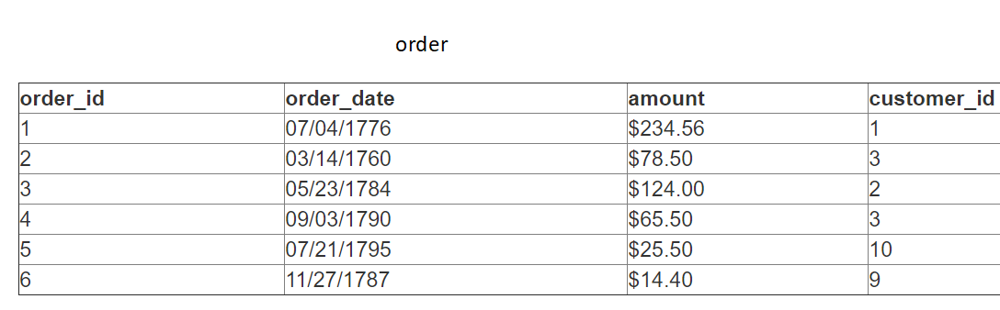 order
order_id order_date amount customer_id
1 07/04/1776 $234.56 1
2 03/14/1760 $78.50 3
3 05/23/1784 $124.00 2
4 09/03/1790 $65.50 3
5 07/21/1795 $25.50 10
6 11/27/1787 $14.40 9